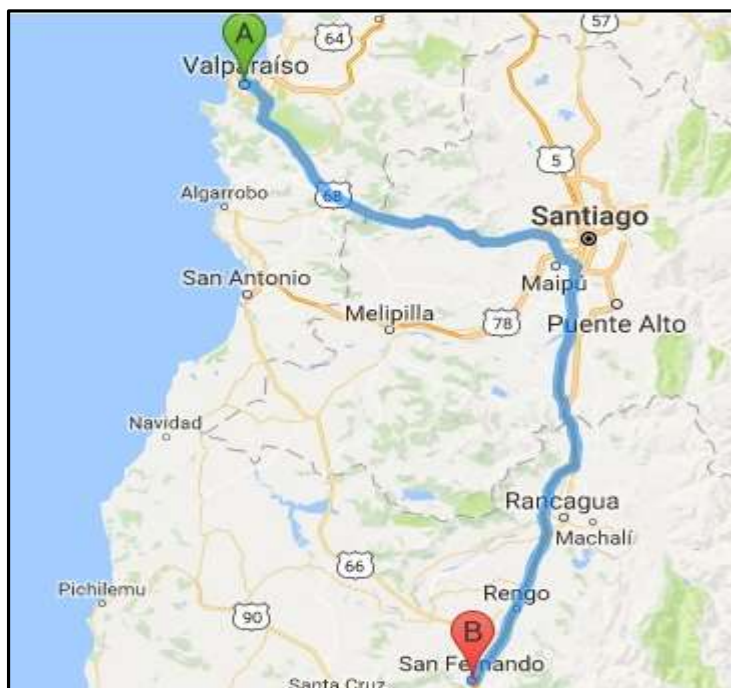 A
57
64
Valparaíso
5
Algarrobo
68
Santiago
San Antonio
Maipú
Melipilla
78
Puente Alto
Navidad
Rancagua
Machalí
66
Pichilemu
Rengo
90
B
San Fernando
Santa Cruz